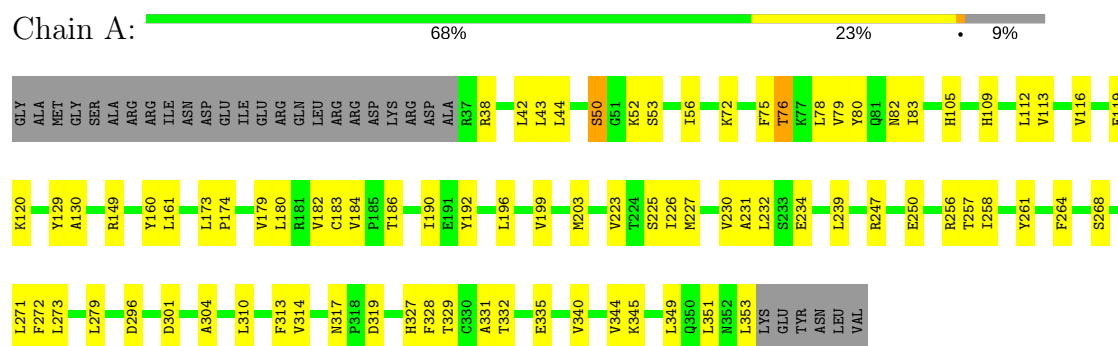 Chain A:
68% 23% • 9%
GLY ALA MET GLY SER ALA ARG ARG ILE ASN ASP GLU ILE GLU ARG GLN LEU ARG ARG ASP LYS ARG ASP ALA R37 R38 L42 L43 L44 S50 G51 K52 S53 I56 K72 F75 T76 K77 L78 V79 Y80 Q81 N82 I83 H105 H109 L112 V113 V116
K120 Y129 A130 R149 Y160 L161 L173 P174 V179 L180 R181 V182 C183 V184 P185 T186 I190 E191 Y192 L196 V199 M203 V223 T224 S225 I226 M227 V230 A231 L232 S233 E234 L239 R247 E250 R256 T257 I258 Y261 F264 S268
L271 F272 L273 L279 D296 D301 A304 L310 F313 V314 N317 P318 D319 H327 F328 T329 C330 A331 T332 E335 V340 V344 K345 L349 Q350 L351 N352 L353 LYS GLU TYR ASN LEU VAL